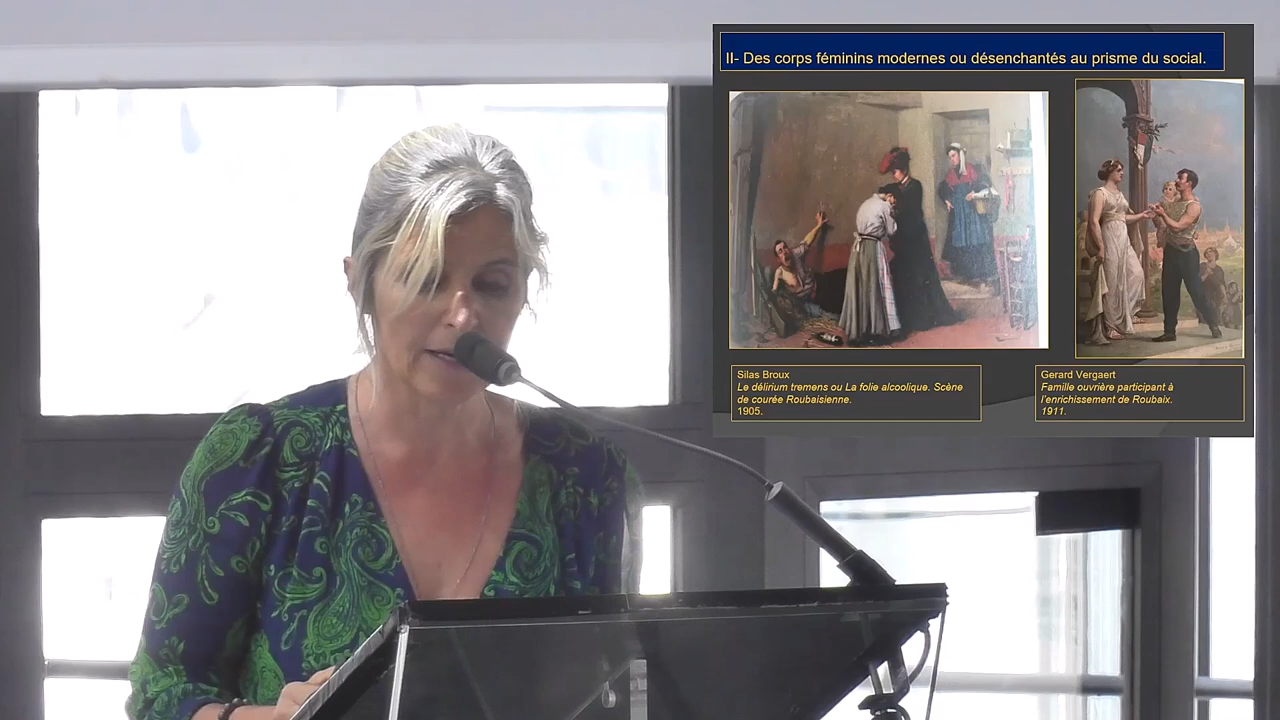 II- Des corps féminins modernes ou désenchantés au prisme du social.
Silas Broux
Le délirium tremens ou La folie alcoolique. Scène
de courée Roubaisienne.
1905.
Gerard Vergaert
Famille ouvrière participant à
l'enrichissement de Roubaix.
1911.